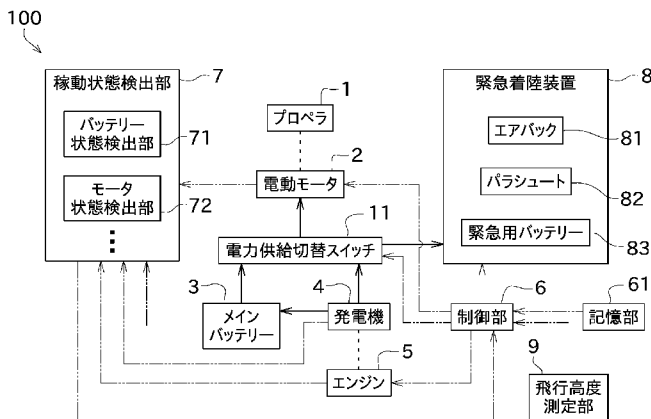 100
稼動状態検出部
7
バッテリー
状態検出部
71
モータ
状態検出部
72
1
プロペラ
2
電動モータ
11
電力供給切替スイッチ
3
メイン
バッテリー
4
発電機
5
エンジン
緊急着陸装置
8
エアバック
81
パラシュート
82
緊急用バッテリー
83
6
制御部
61
記憶部
9
飛行高度
測定部